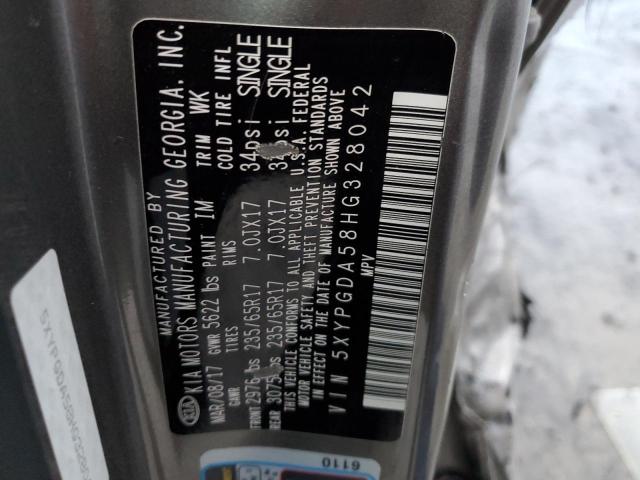 KIA
MANUFACTURED BY
KIA MOTORS MANUFACTURING GEORGIA, INC.
MAR/08/17 GVWR 5622 lbs PAINT IM TRIM WK
GAWR TIRES RIMS COLD TIRE INFL
FRONT 2976 lbs 235/65R17 7.0JX17 34psi SINGLE
REAR 3075 lbs 235/65R17 7.0JX17 34psi SINGLE
THIS VEHICLE CONFORMS TO ALL APPLICABLE U.S.A. FEDERAL
MOTOR VEHICLE SAFETY AND THEFT PREVENTION STANDARDS
IN EFFECT ON THE DATE OF MANUFACTURE SHOWN ABOVE
VIN 5XYPGDA58HG328042
MPV
6110